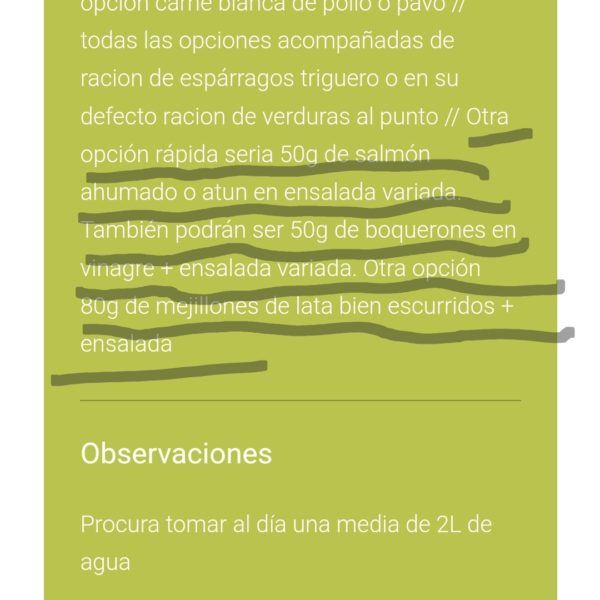 opción carne blanca de pollo o pavo //
todas las opciones acompañadas de
racion de espárragos triguero o en su
defecto racion de verduras al punto // Otra
opción rápida seria 50g de salmón
ahumado o atun en ensalada variada.
También podrán ser 50g de boquerones en
vinagre + ensalada variada. Otra opción
80g de mejillones de lata bien escurridos +
ensalada
Observaciones
Procura tomar al día una media de 2L de
agua